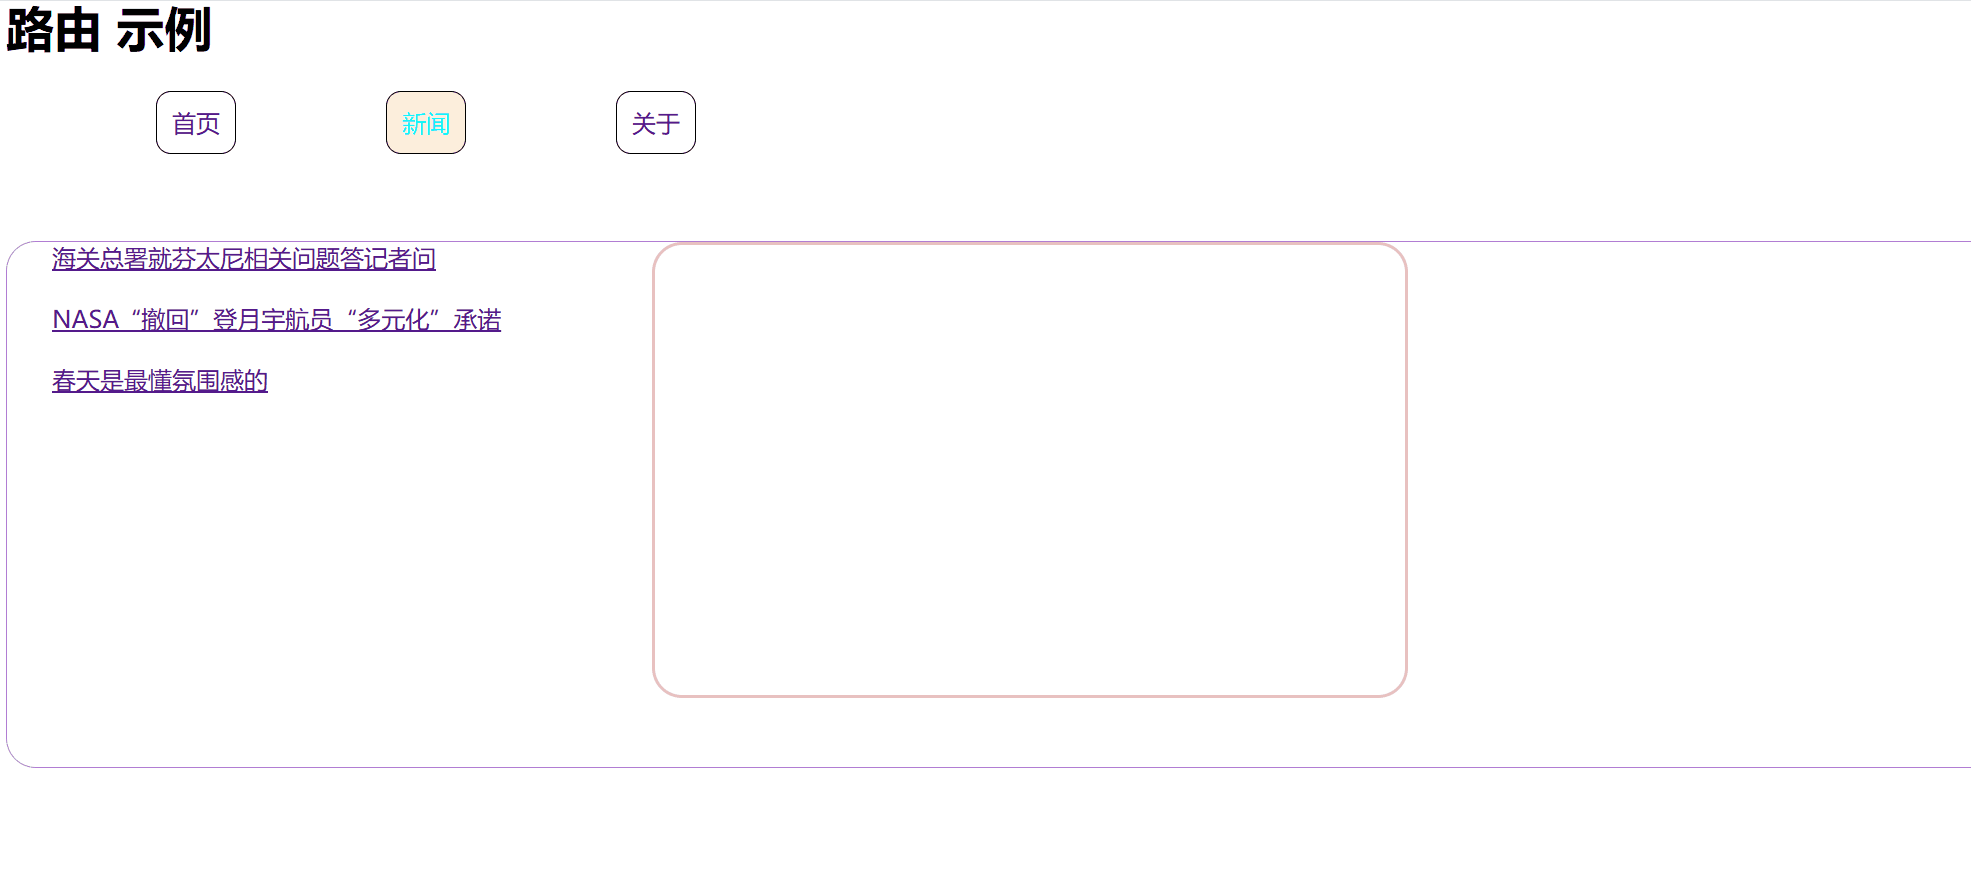 路由 示例
首页
新闻
关于
海关总署就芬太尼相关问题答记者问
NASA“撤回”登月宇航员“多元化”承诺
春天是最懂氛围感的